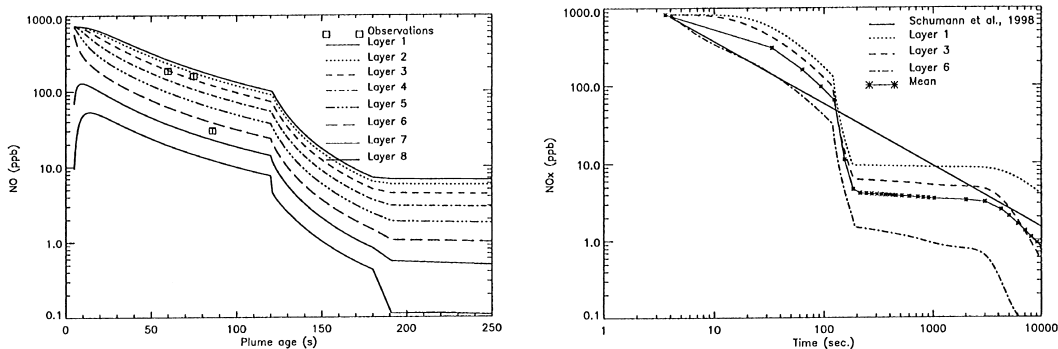 1000.0
100.0
10.0
1.0
0.1
NO (ppb)
0
50
100
150
200
250
Plume age (s)
Observations
Layer 1
Layer 2
Layer 3
Layer 4
Layer 5
Layer 6
Layer 7
Layer 8
1000.0
100.0
10.0
1.0
0.1
NOx (ppb)
1
10
100
1000
10000
Time (sec.)
Schumann et al., 1998
Layer 1
Layer 3
Layer 6
Mean